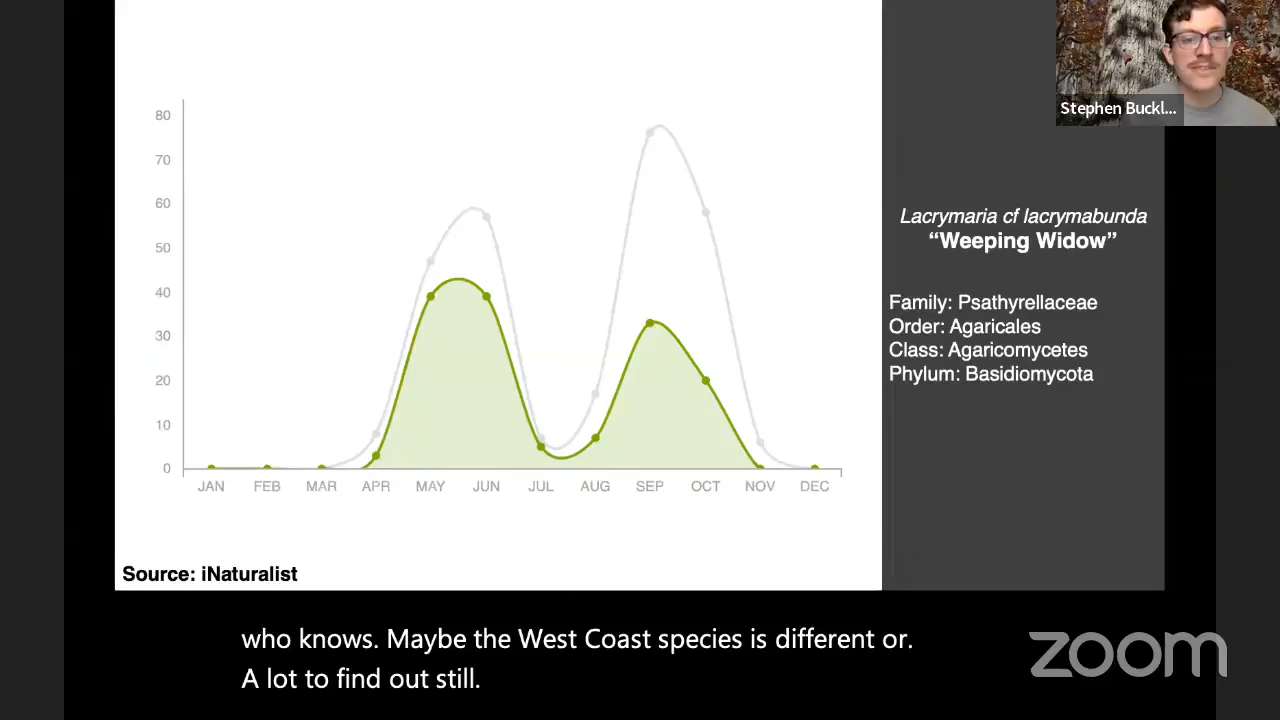 Stephen Buckl...
80
70
60
50
40
30
20
10
0
JAN FEB MAR APR MAY JUN JUL AUG SEP OCT NOV DEC
Source: iNaturalist
Lacrymaria cf lacrymabunda
“Weeping Widow”
Family: Psathyrellaceae
Order: Agaricales
Class: Agaricomycetes
Phylum: Basidiomycota
who knows. Maybe the West Coast species is different or.
A lot to find out still.
zoom